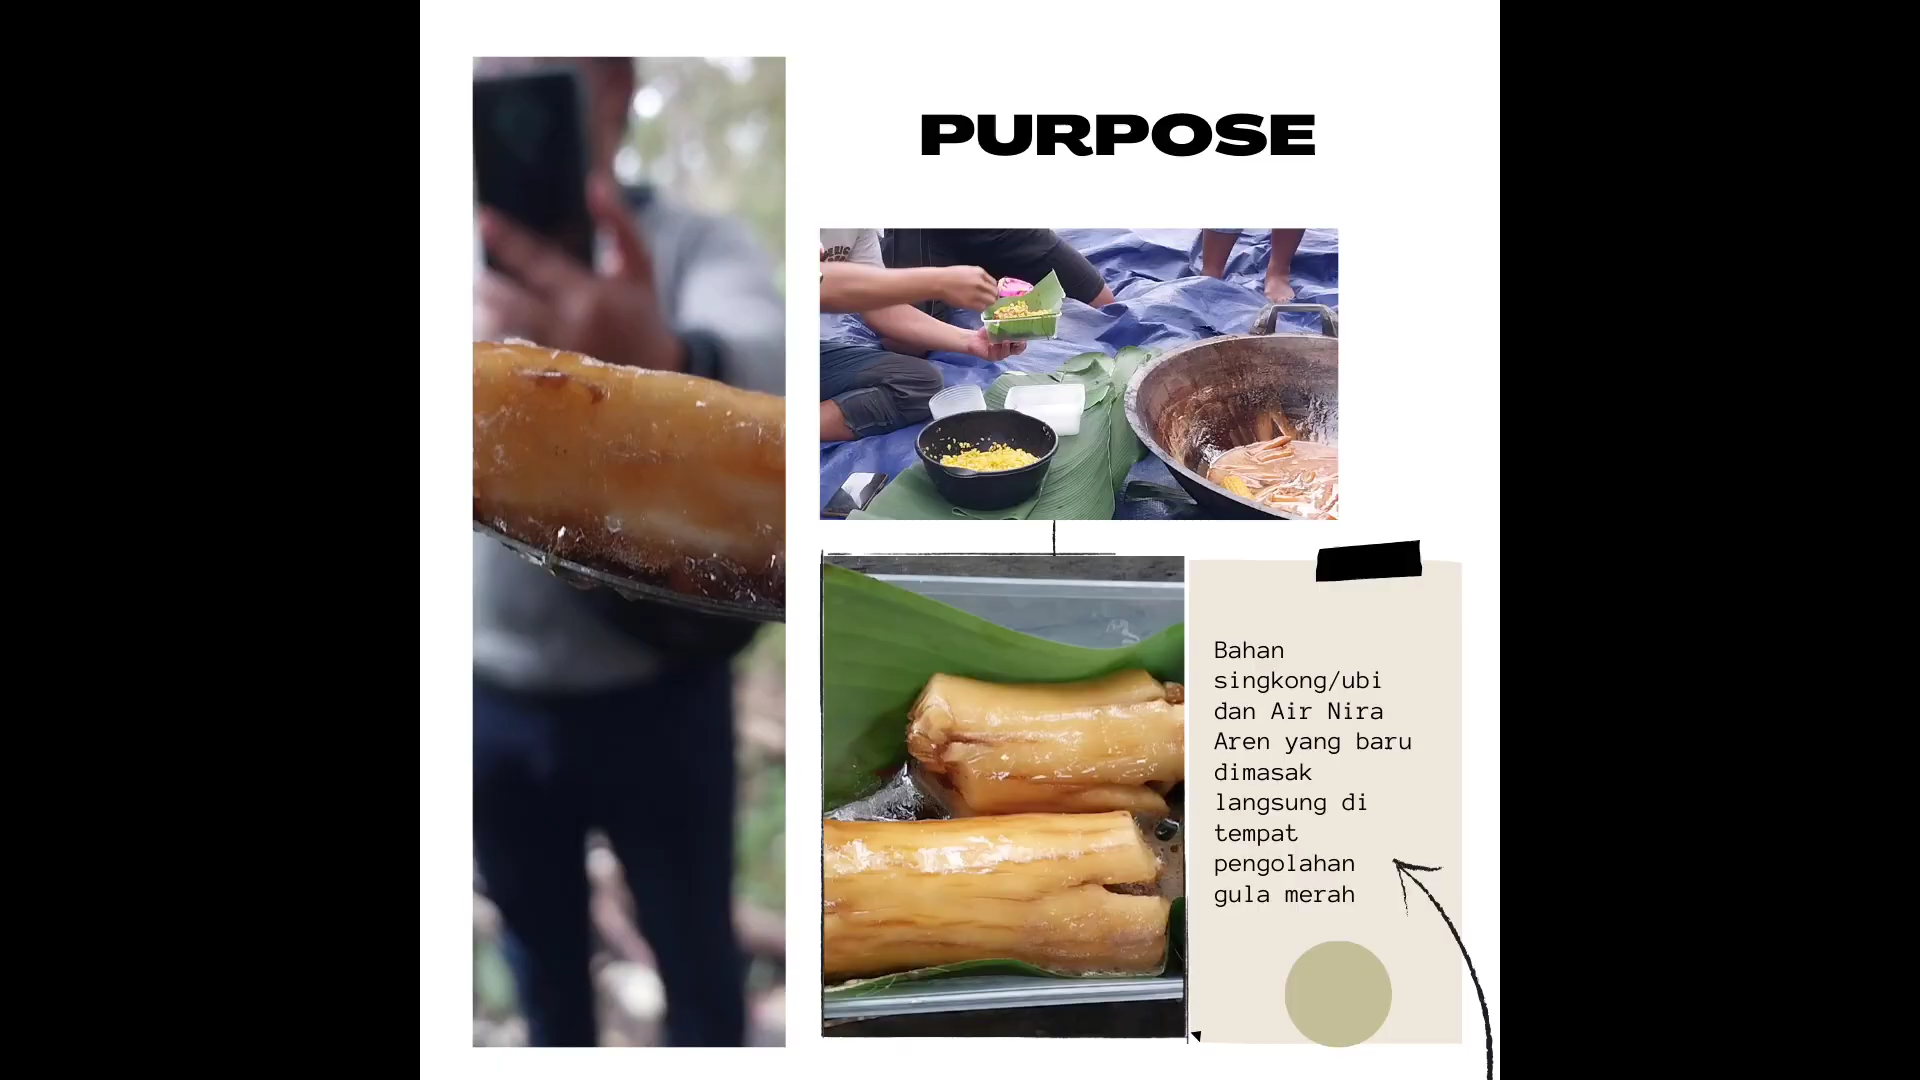 PURPOSE
Bahan
singkong/ubi
dan Air Nira
Aren yang baru
dimasak
langsung di
tempat
pengolahan
gula merah